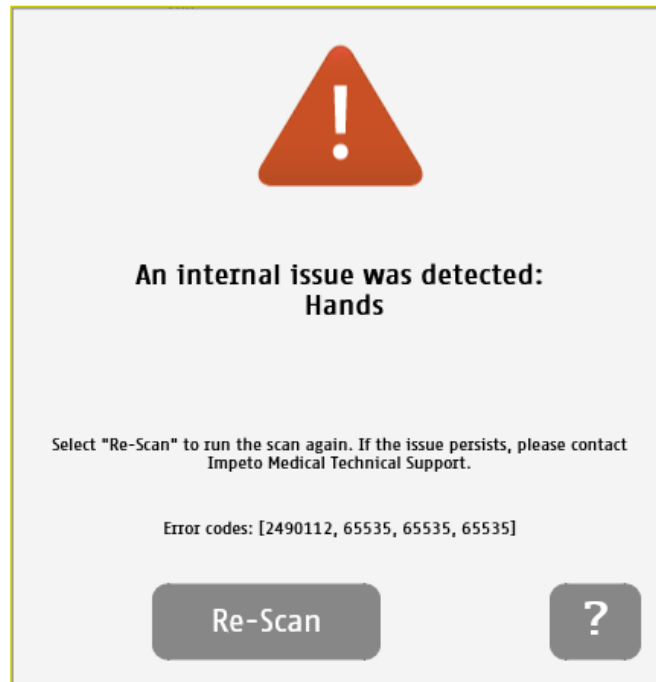 !
An internal issue was detected:
Hands
Select "Re-Scan" to run the scan again. If the issue persists, please contact
Impeto Medical Technical Support.
Error codes: [2490112, 65535, 65535, 65535]
Re-Scan
?